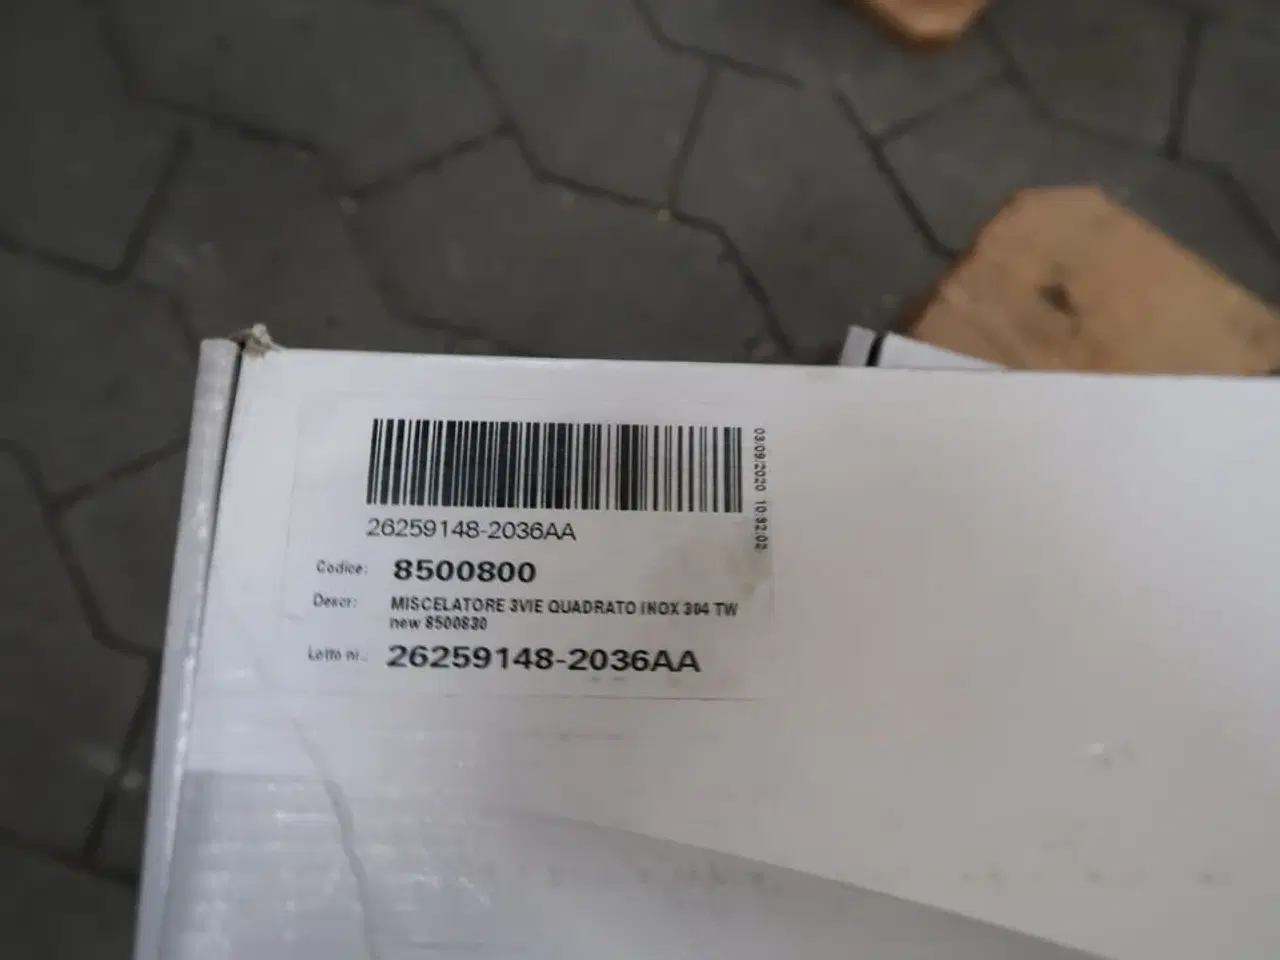 03/09/2020 10:32:02
26259148-2036AA
Codice: 8500800
Descr: MISCELATORE 3VIE QUADRATO INOX 304 TW
new 8500830
Lotto nr.: 26259148-2036AA